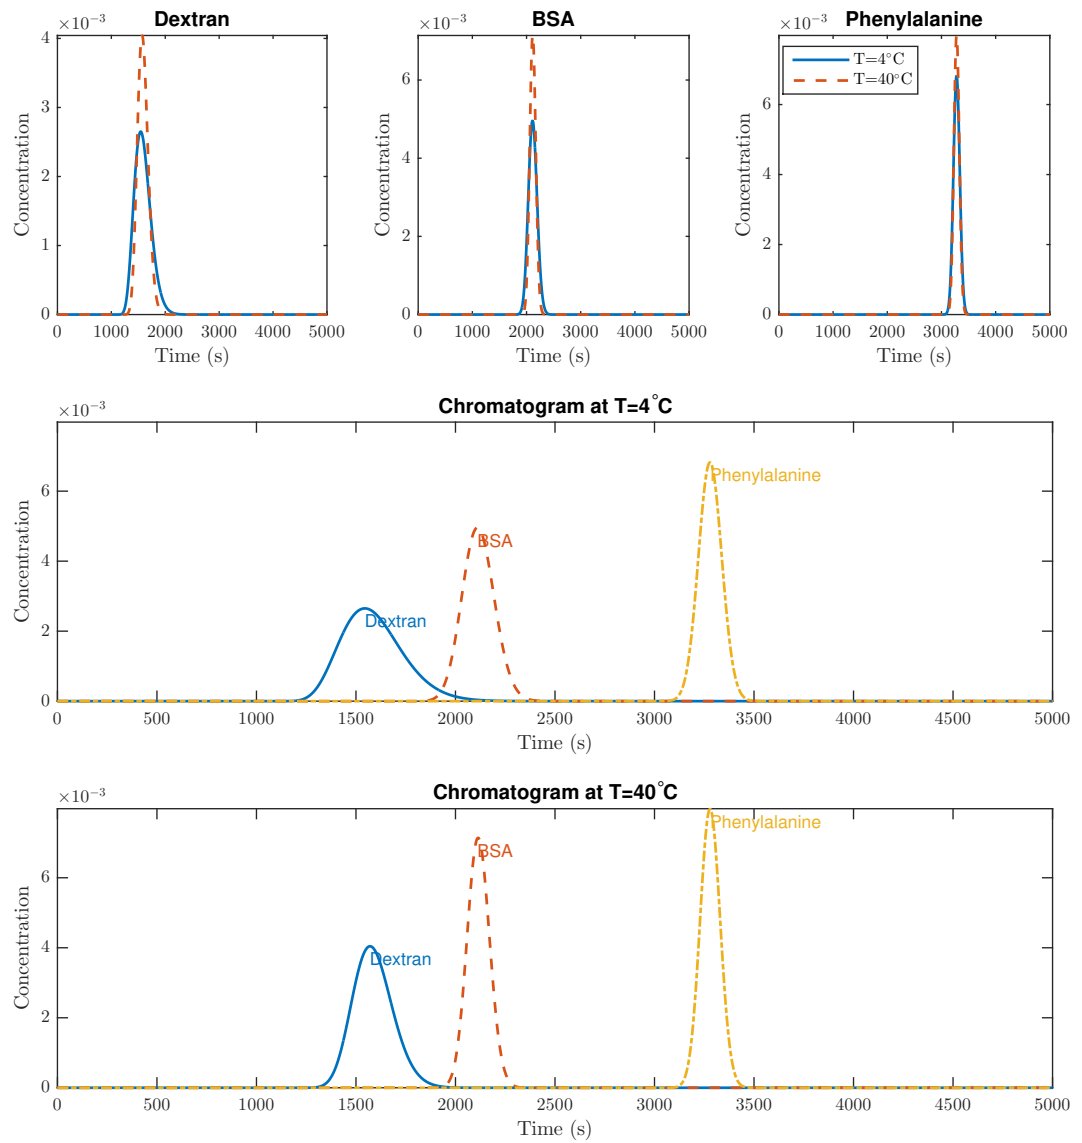 Dextran
×10⁻³
4
3
2
1
0
0 1000 2000 3000 4000 5000
Time (s)
Concentration
BSA
×10⁻³
6
4
2
0
0 1000 2000 3000 4000 5000
Time (s)
Concentration
Phenylalanine
×10⁻³
6
4
2
0
0 1000 2000 3000 4000 5000
Time (s)
Concentration
T=4°C
T=40°C
Chromatogram at T=4°C
×10⁻³
6
4
2
0
Phenylalanine
BSA
Dextran
0 500 1000 1500 2000 2500 3000 3500 4000 4500 5000
Time (s)
Concentration
Chromatogram at T=40°C
×10⁻³
6
4
2
0
Phenylalanine
BSA
Dextran
0 500 1000 1500 2000 2500 3000 3500 4000 4500 5000
Time (s)
Concentration